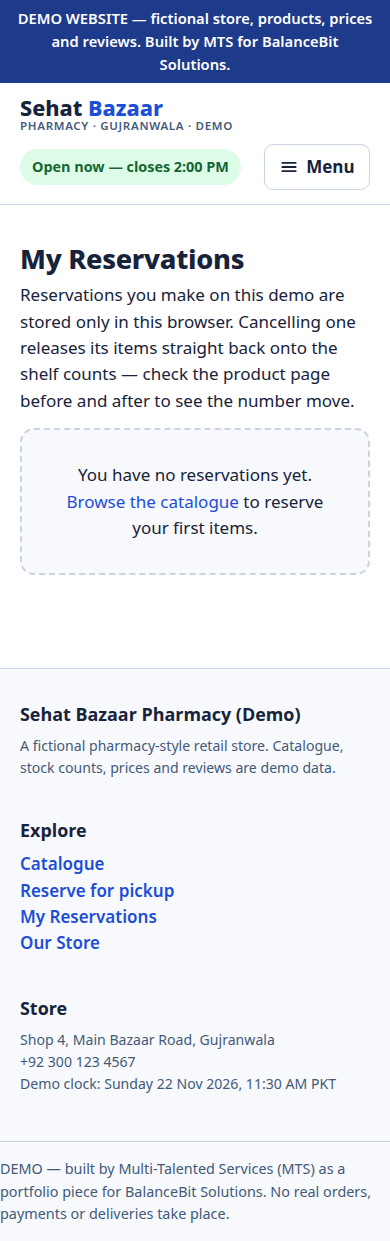 DEMO WEBSITE — fictional store, products, prices
and reviews. Built by MTS for BalanceBit
Solutions.
Sehat Bazaar
PHARMACY · GUJRANWALA · DEMO
Open now — closes 2:00 PM
Menu
My Reservations
Reservations you make on this demo are
stored only in this browser. Cancelling one
releases its items straight back onto the
shelf counts — check the product page
before and after to see the number move.
You have no reservations yet.
Browse the catalogue to reserve
your first items.
Sehat Bazaar Pharmacy (Demo)
A fictional pharmacy-style retail store. Catalogue,
stock counts, prices and reviews are demo data.
Explore
Catalogue
Reserve for pickup
My Reservations
Our Store
Store
Shop 4, Main Bazaar Road, Gujranwala
+92 300 123 4567
Demo clock: Sunday 22 Nov 2026, 11:30 AM PKT
DEMO — built by Multi-Talented Services (MTS) as a
portfolio piece for BalanceBit Solutions. No real orders,
payments or deliveries take place.